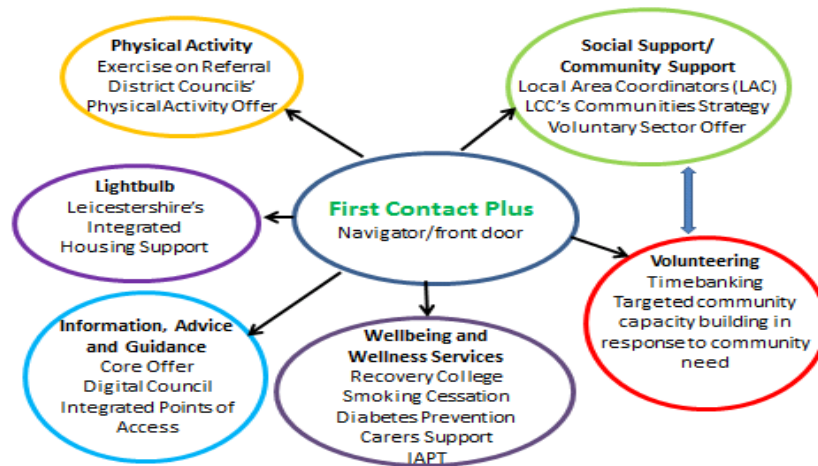 Physical Activity
Exercise on Referral
District Councils'
Physical Activity Offer
Social Support/
Community Support
Local Area Coordinators (LAC)
LCC's Communities Strategy
Voluntary Sector Offer
Lightbulb
Leicestershire's
Integrated
Housing Support
First Contact Plus
Navigator/front door
Volunteering
Timebanking
Targeted community
capacity building in
response to community
need
Information, Advice
and Guidance
Core Offer
Digital Council
Integrated Points of
Access
Wellbeing and
Wellness Services
Recovery College
Smoking Cessation
Diabetes Prevention
Carers Support
IAPT